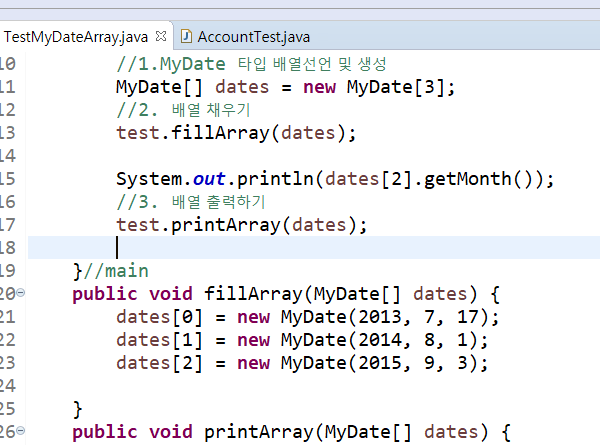 TestMyDateArray.java AccountTest.java
10 //1.MyDate 타입 배열선언 및 생성
11 MyDate[] dates = new MyDate[3];
12 //2. 배열 채우기
13 test.fillArray(dates);
14
15 System.out.println(dates[2].getMonth());
16 //3. 배열 출력하기
17 test.printArray(dates);
18
19 }//main
20 public void fillArray(MyDate[] dates) {
21 dates[0] = new MyDate(2013, 7, 17);
22 dates[1] = new MyDate(2014, 8, 1);
23 dates[2] = new MyDate(2015, 9, 3);
24
25 }
26 public void printArray(MyDate[] dates) {